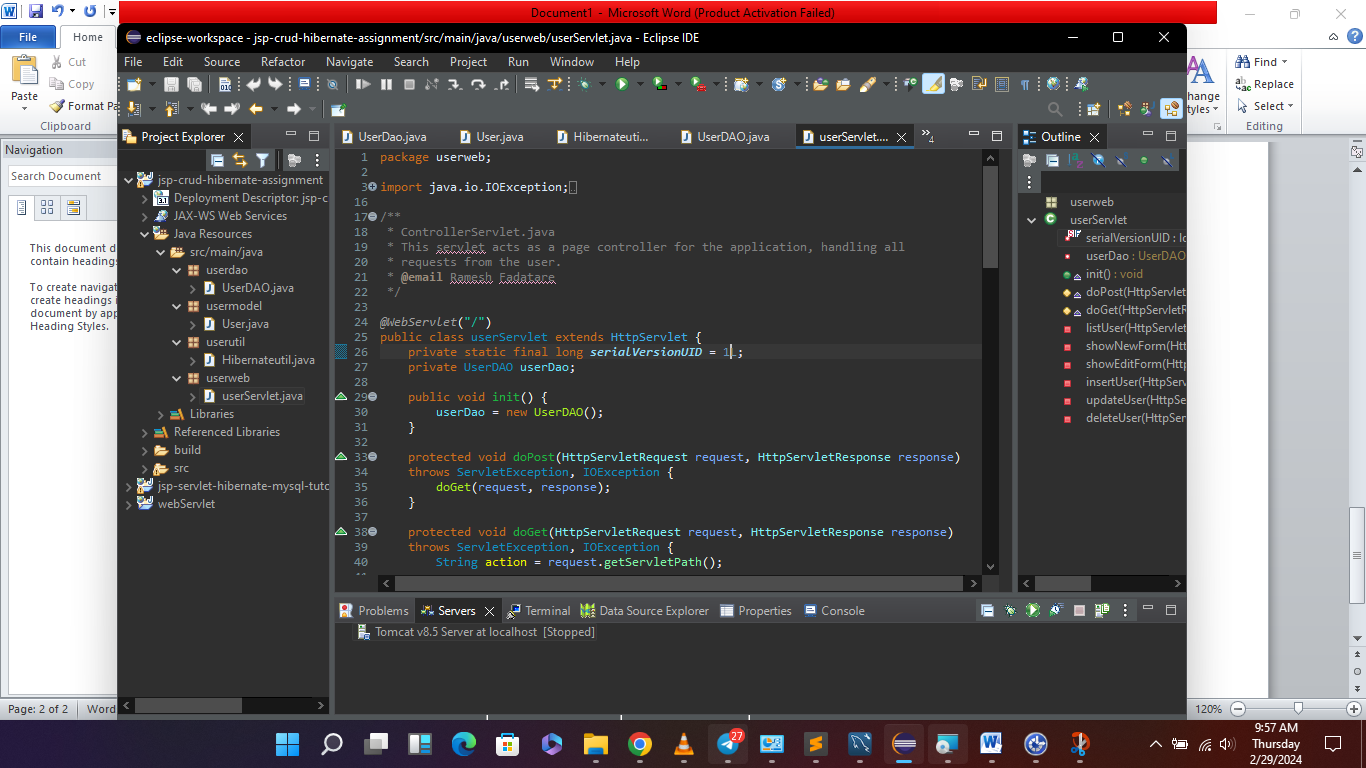 Document1 - Microsoft Word (Product Activation Failed)
File
Home
Paste
Cut
Copy
Format Pa
Clipboard
hange
tyles
Find
Replace
Select
Editing
Navigation
Search Document
This document d
contain headings
To create navigat
create headings i
document by app
Heading Styles.
eclipse-workspace - jsp-crud-hibernate-assignment/src/main/java/userweb/userServlet.java - Eclipse IDE
File Edit Source Refactor Navigate Search Project Run Window Help
Project Explorer
jsp-crud-hibernate-assignment
Deployment Descriptor: jsp-c
JAX-WS Web Services
Java Resources
src/main/java
userdao
UserDAO.java
usermodel
User.java
userutil
Hibernateutil.java
userweb
userServlet.java
Libraries
Referenced Libraries
build
src
jsp-servlet-hibernate-mysql-tuto
webServlet
UserDao.java User.java Hibernateuti... UserDAO.java userServlet.... »4
1 package userweb;
2
3 import java.io.IOException;
16
17 /**
18 * ControllerServlet.java
19 * This servlet acts as a page controller for the application, handling all
20 * requests from the user.
21 * @email Ramesh Fadatare
22 */
23
24 @WebServlet("/")
25 public class userServlet extends HttpServlet {
26 private static final long serialVersionUID = 1L;
27 private UserDAO userDao;
28
29 public void init() {
30 userDao = new UserDAO();
31 }
32
33 protected void doPost(HttpServletRequest request, HttpServletResponse response)
34 throws ServletException, IOException {
35 doGet(request, response);
36 }
37
38 protected void doGet(HttpServletRequest request, HttpServletResponse response)
39 throws ServletException, IOException {
40 String action = request.getServletPath();
Outline
userweb
userServlet
serialVersionUID : lo
userDao : UserDAO
init() : void
doPost(HttpServlet
doGet(HttpServletR
listUser(HttpServlet
showNewForm(Http
showEditForm(Http
insertUser(HttpServ
updateUser(HttpSe
deleteUser(HttpSer
Problems Servers Terminal Data Source Explorer Properties Console
Tomcat v8.5 Server at localhost [Stopped]
Page: 2 of 2
Word
120%
27
9:57 AM
Thursday
2/29/2024